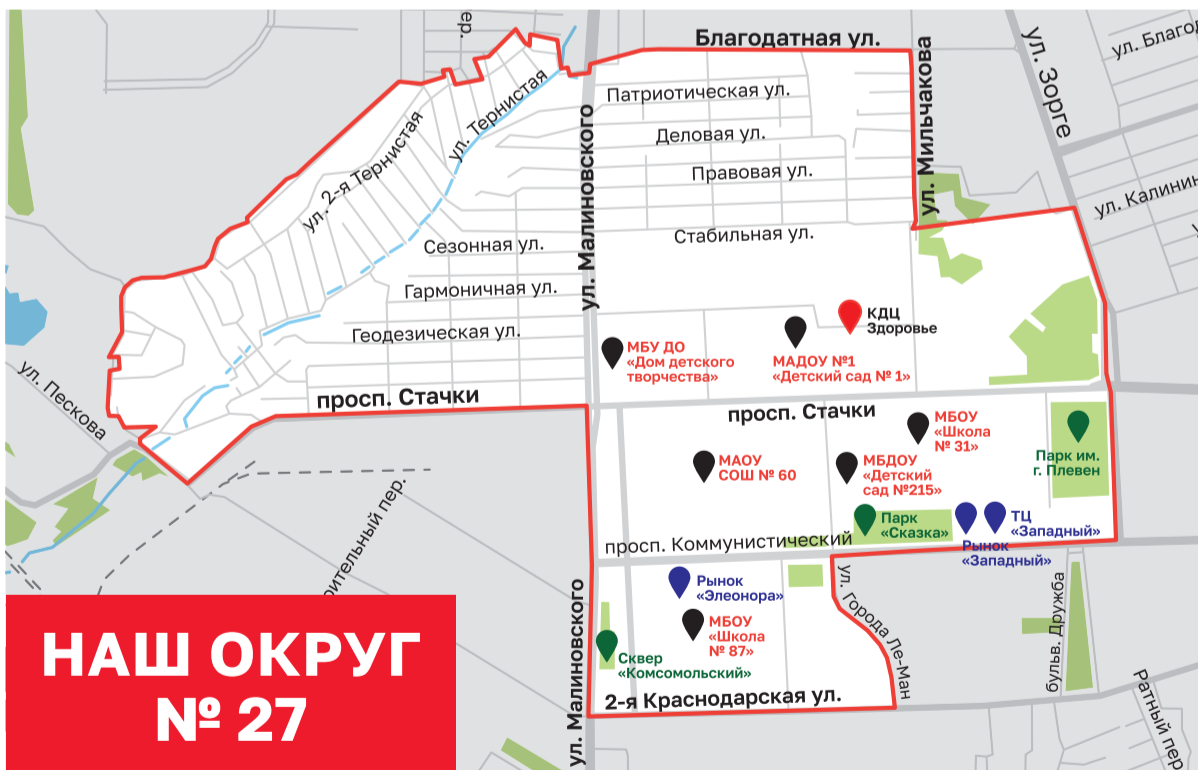 ер.
Благодатная ул.
ул. Мильчакова
ул. Зорге
ул. Благод
Патриотическая ул.
ул. Тернистая
ул. 2-я Тернистая
ул. Малиновского
Деловая ул.
Правовая ул.
ул. Калинин
Стабильная ул.
Сезонная ул.
Гармоничная ул.
Геодезическая ул.
КДЦ
Здоровье
МБУ ДО
«Дом детского
творчества»
МАДОУ №1
«Детский сад № 1»
ул. Пескова
просп. Стачки
просп. Стачки
МБОУ
«Школа
№ 31»
Парк им.
г. Плевен
МАОУ
СОШ № 60
МБДОУ
«Детский
сад №215»
Парк
«Сказка»
ТЦ
«Западный»
Рынок
«Западный»
просп. Коммунистический
оительный пер.
Рынок
«Элеонора»
МБОУ
«Школа
№ 87»
ул. Города Ле-Ман
бульв. Дружба
Сквер
«Комсомольский»
ул. Малиновского
2-я Краснодарская ул.
Ратный пер
НАШ ОКРУГ
№ 27